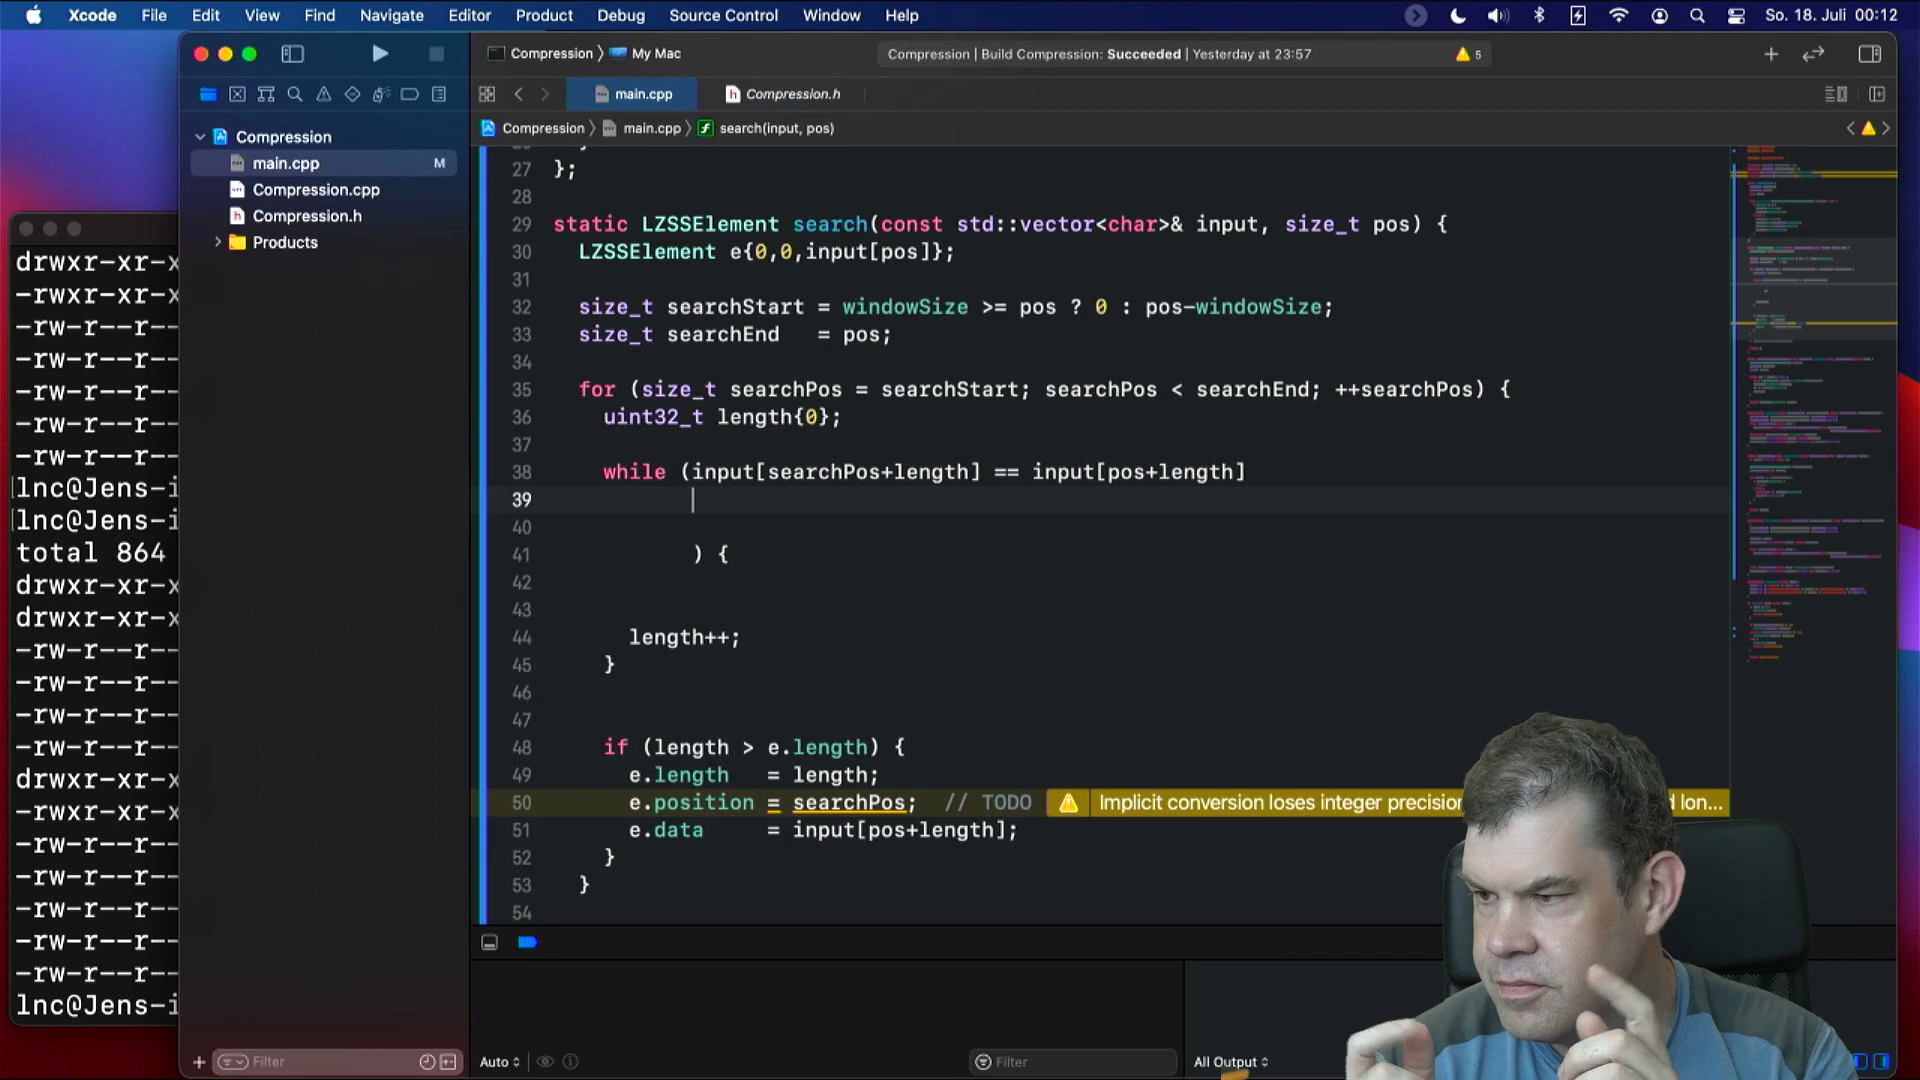 Xcode File Edit View Find Navigate Editor Product Debug Source Control Window Help So. 18. Juli 00:12
Compression 〉 My Mac
Compression | Build Compression: Succeeded | Yesterday at 23:57
5
main.cpp
Compression.h
Compression 〉 main.cpp 〉 search(input, pos)
Compression
main.cpp M
Compression.cpp
Compression.h
Products
drwxr-xr-x
-rwxr-xr-x
-rw-r--r--
-rw-r--r--
-rw-r--r--
-rw-r--r--
-rw-r--r--
lnc@Jens-i
lnc@Jens-i
total 864
drwxr-xr-x
drwxr-xr-x
-rw-r--r--
-rw-r--r--
-rw-r--r--
-rw-r--r--
drwxr-xr-x
-rwxr-xr-x
-rw-r--r--
-rw-r--r--
-rw-r--r--
-rw-r--r--
-rw-r--r--
lnc@Jens-i
27 };
28
29 static LZSSElement search(const std::vector<char>& input, size_t pos) {
30 LZSSElement e{0,0,input[pos]};
31
32 size_t searchStart = windowSize >= pos ? 0 : pos-windowSize;
33 size_t searchEnd = pos;
34
35 for (size_t searchPos = searchStart; searchPos < searchEnd; ++searchPos) {
36 uint32_t length{0};
37
38 while (input[searchPos+length] == input[pos+length]
39
40
41 ) {
42
43
44 length++;
45 }
46
47
48 if (length > e.length) {
49 e.length = length;
50 e.position = searchPos; // TODO Implicit conversion loses integer precision lon...
51 e.data = input[pos+length];
52 }
53 }
54
Filter
Auto
Filter
All Output